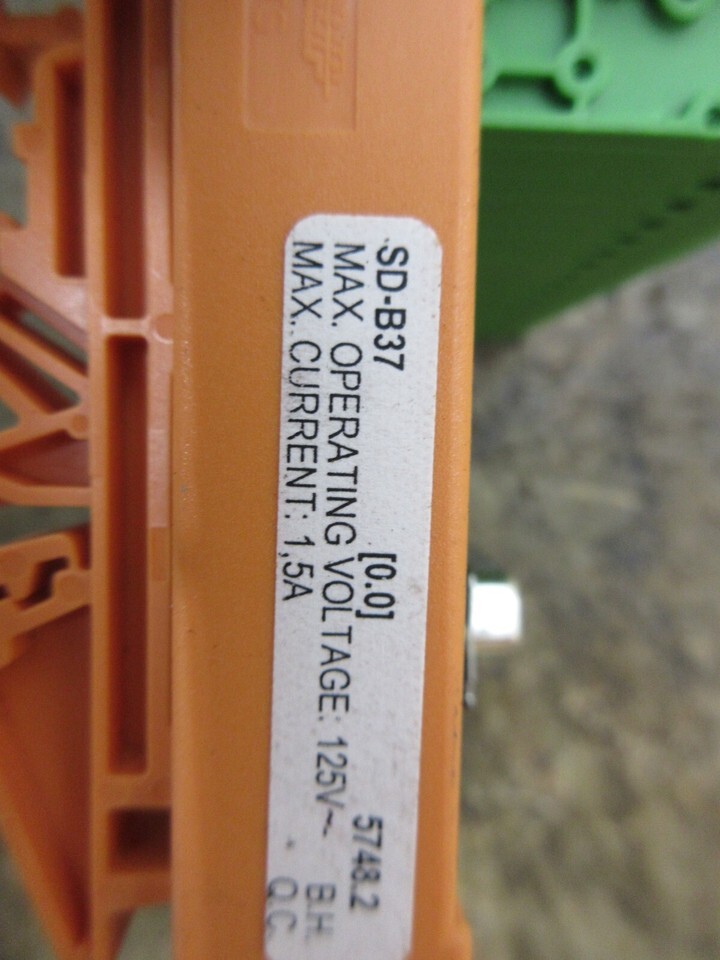 SD-B37 [0.0] 5748.2
MAX. OPERATING VOLTAGE: 125V~ B.H.
MAX. CURRENT: 1,5A Q.C.